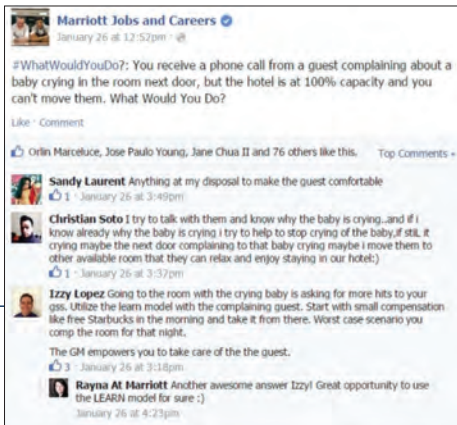 Marriott Jobs and Careers
January 26 at 12:52pm
#WhatWouldYouDo?: You receive a phone call from a guest complaining about a
baby crying in the room next door, but the hotel is at 100% capacity and you
can't move them. What Would You Do?
Like · Comment
Orlin Marceluce, Jose Paulo Young, Jane Chua II and 76 others like this. Top Comments
Sandy Laurent Anything at my disposal to make the guest comfortable
1 · January 26 at 3:49pm
Christian Soto I try to talk with them and know why the baby is crying..and if i
know already why the baby is crying i try to help to stop crying of the baby,if stiL it
crying maybe the next door complaining to that baby crying maybe i move them to
other available room that they can relax and enjoy staying in our hotel:)
1 · January 26 at 3:37pm
Izzy Lopez Going to the room with the crying baby is asking for more hits to your
gss. Utilize the learn model with the complaining guest. Start with small compensation
like free Starbucks in the morning and take it from there. Worst case scenario you
comp the room for that night.
The GM empowers you to take care of the the guest.
3 · January 26 at 3:18pm
Rayna At Marriott Another awesome answer Izzy! Great opportunity to use
the LEARN model for sure :)
January 26 at 4:23pm